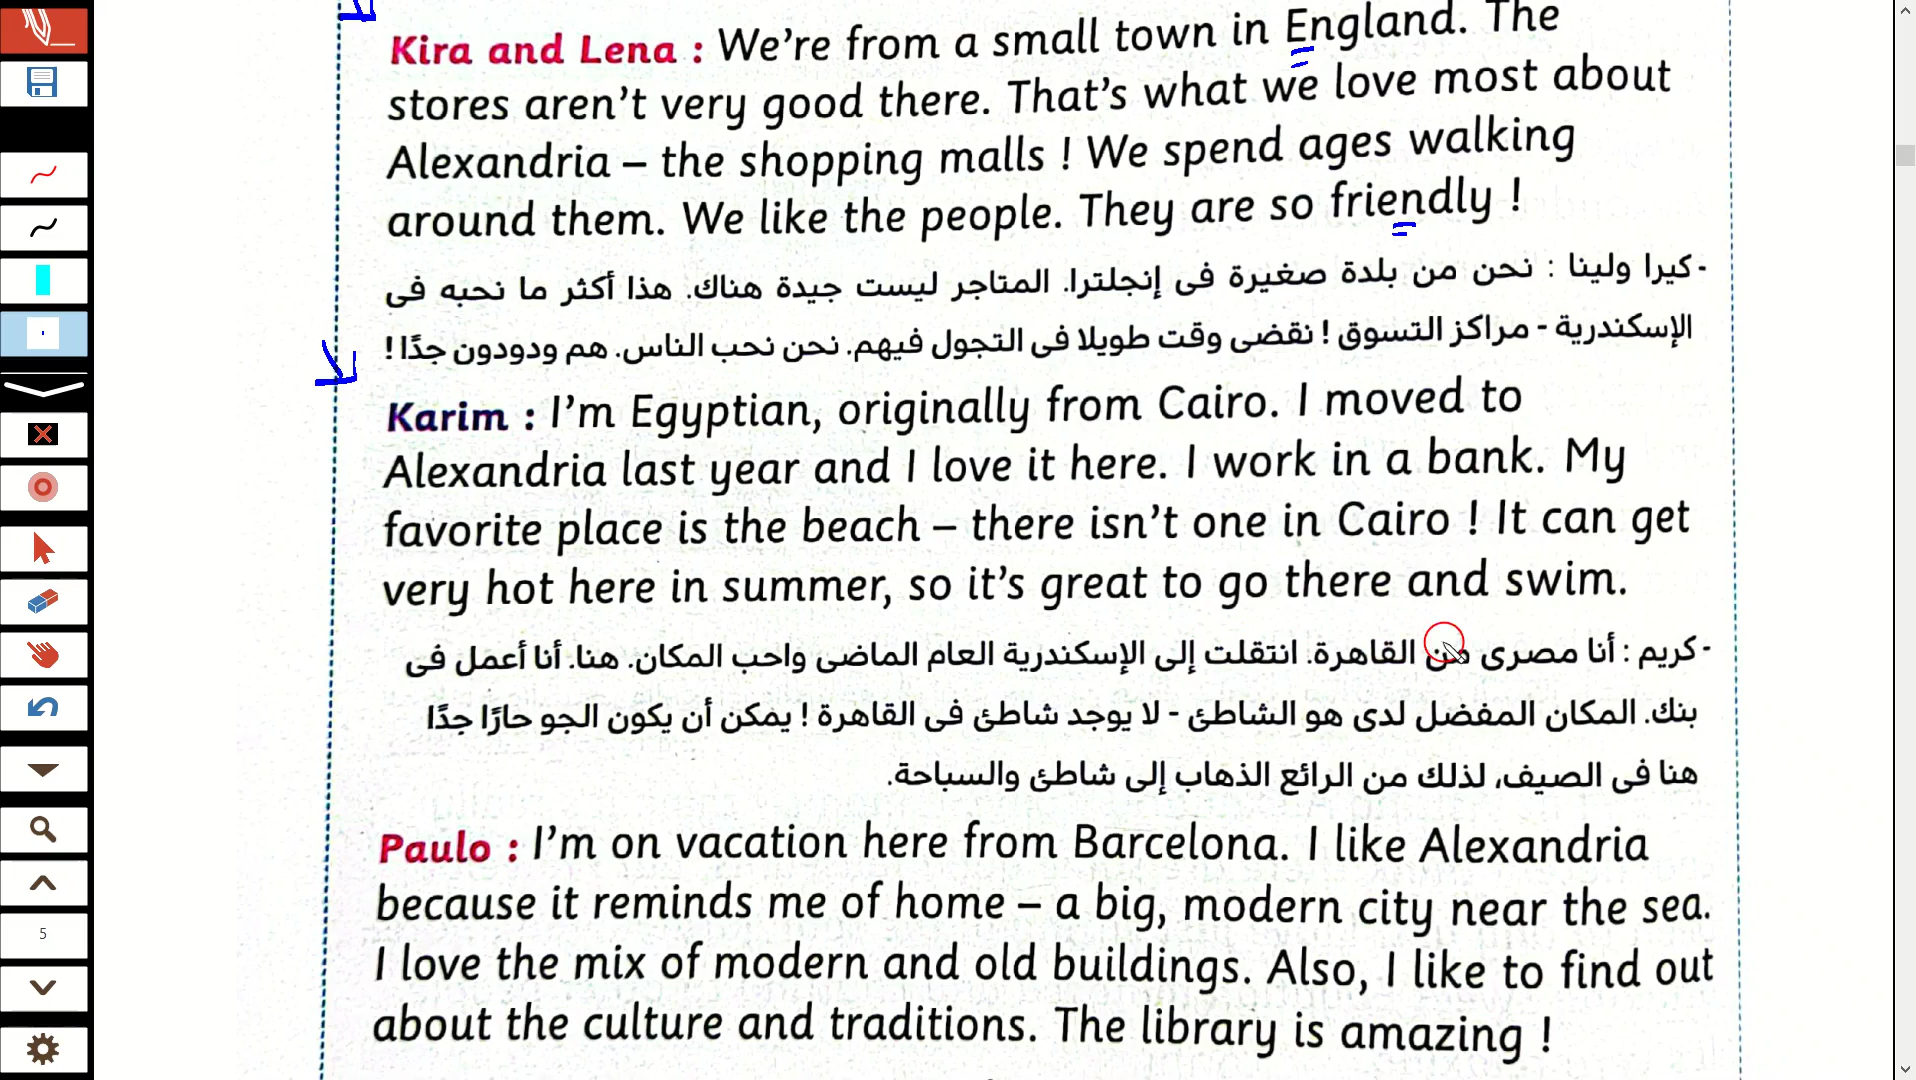 Kira and Lena : We're from a small town in England. The
stores aren't very good there. That's what we love most about
Alexandria – the shopping malls ! We spend ages walking
around them. We like the people. They are so friendly !
- كيرا ولينا : نحن من بلدة صغيرة فى إنجلترا. المتاجر ليست جيدة هناك. هذا أكثر ما نحبه فى
الإسكندرية - مراكز التسوق ! نقضى وقت طويلا فى التجول فيهم. نحن نحب الناس. هم ودودون جدًا !
Karim : I'm Egyptian, originally from Cairo. I moved to
Alexandria last year and I love it here. I work in a bank. My
favorite place is the beach – there isn't one in Cairo ! It can get
very hot here in summer, so it's great to go there and swim.
- كريم : أنا مصرى من القاهرة. انتقلت إلى الإسكندرية العام الماضى واحب المكان. هنا. أنا أعمل فى
بنك. المكان المفضل لدى هو الشاطئ - لا يوجد شاطئ فى القاهرة ! يمكن أن يكون الجو حارًا جدًا
هنا فى الصيف، لذلك من الرائع الذهاب إلى شاطئ والسباحة.
Paulo : I'm on vacation here from Barcelona. I like Alexandria
because it reminds me of home – a big, modern city near the sea.
I love the mix of modern and old buildings. Also, I like to find out
about the culture and traditions. The library is amazing !
5